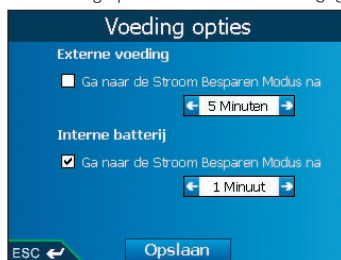 Voeding opties
Externe voeding
Ga naar de Stroom Besparen Modus na
5 Minuten
Interne batterij
Ga naar de Stroom Besparen Modus na
1 Minuut
ESC Opslaan